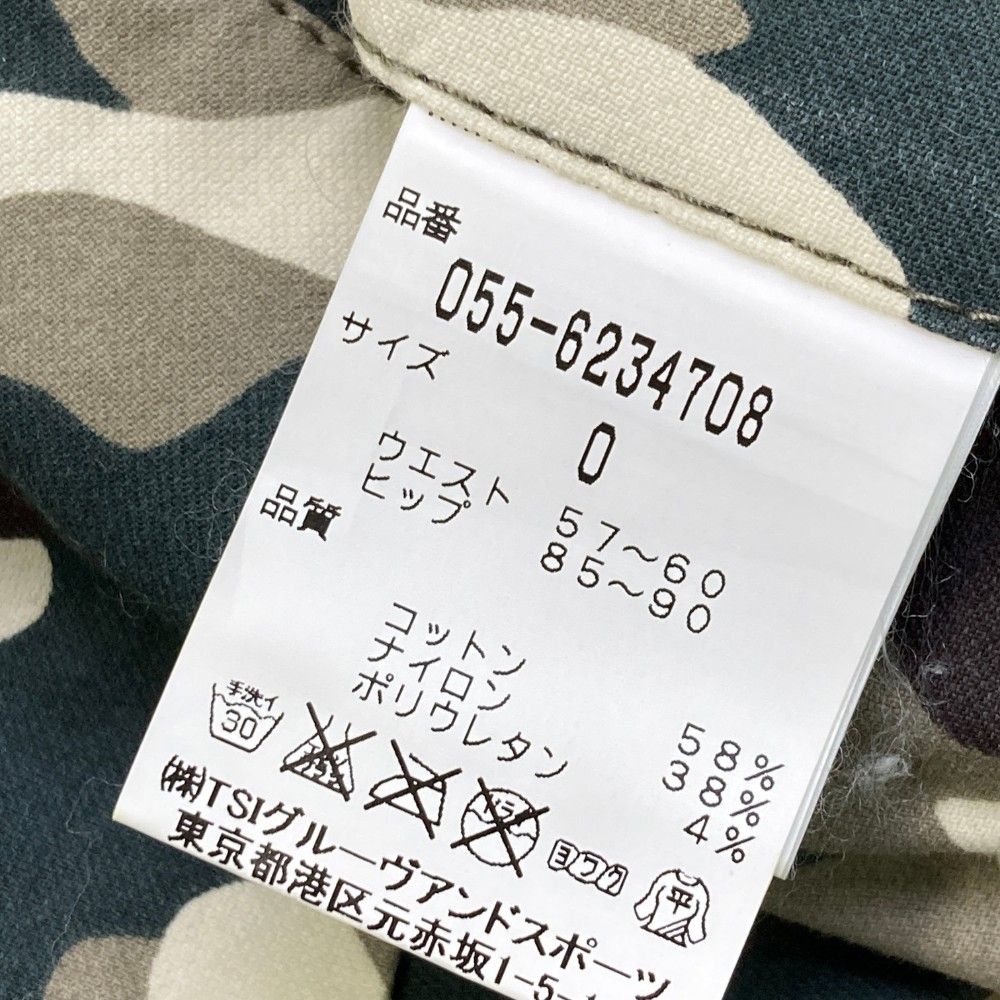 品番
055-6234708
サイズ
0
ウエスト 57〜60
ヒップ 85〜90
品質
コットン 58%
ナイロン 38%
ポリウレタン 4%
手洗イ
30
ヨワク
平
(株)TSIグルーヴアンドスポーツ
東京都港区元赤坂1-5-